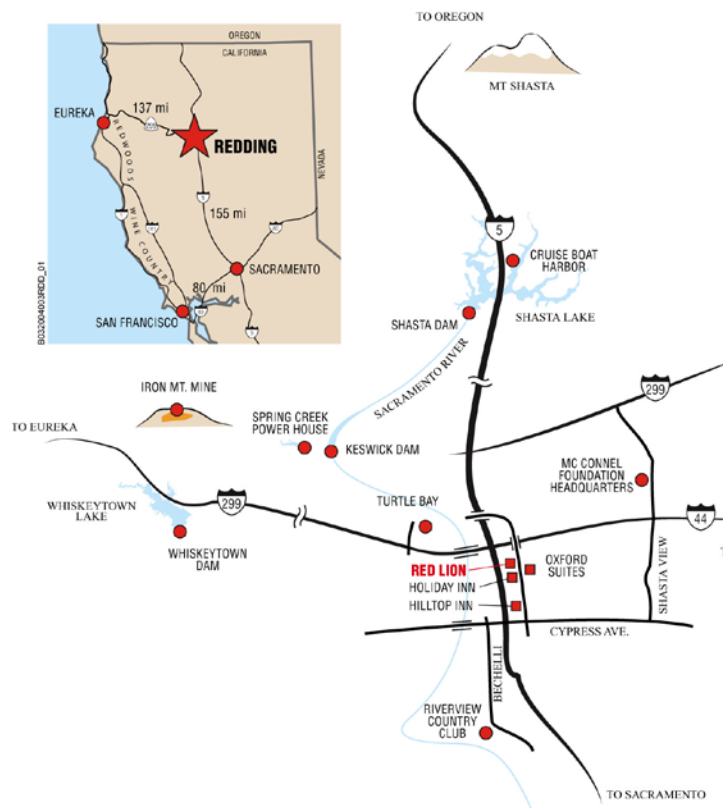 TO OREGON
MT SHASTA
OREGON
CALIFORNIA
EUREKA
137 mi
REDDING
REDWOODS
NEVADA
5
155 mi
WINE COUNTRY
SACRAMENTO
80 mi
SAN FRANCISCO
B032004003RDD_01
5
CRUISE BOAT
HARBOR
SHASTA DAM
SHASTA LAKE
SACRAMENTO RIVER
299
IRON MT. MINE
TO EUREKA
SPRING CREEK
POWER HOUSE
KESWICK DAM
MC CONNEL
FOUNDATION
HEADQUARTERS
WHISKEYTOWN
LAKE
299
TURTLE BAY
44
WHISKEYTOWN
DAM
RED LION
HOLIDAY INN
HILLTOP INN
OXFORD
SUITES
SHASTA VIEW
CYPRESS AVE.
BECHELLI
RIVERVIEW
COUNTRY
CLUB
TO SACRAMENTO